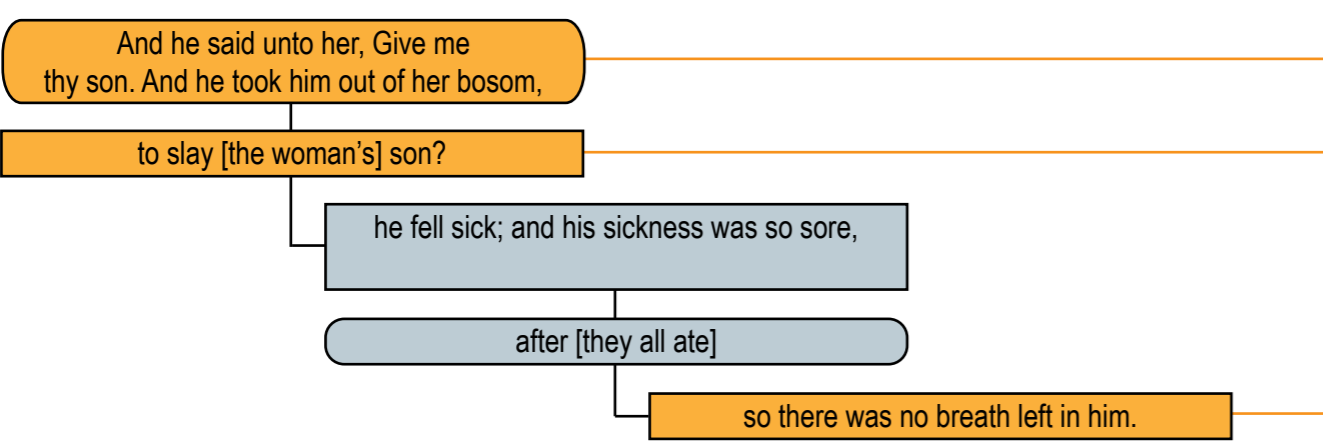 And he said unto her, Give me
thy son. And he took him out of her bosom,
to slay [the woman's] son?
he fell sick; and his sickness was so sore,
after [they all ate]
so there was no breath left in him.